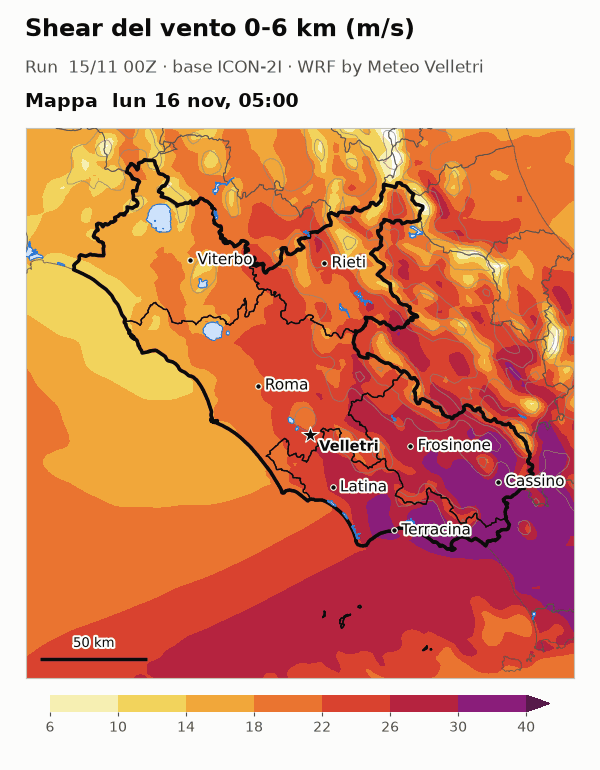 Shear del vento 0-6 km (m/s)
Run  15/11 00Z · base ICON-2I · WRF by Meteo Velletri
Mappa  lun 16 nov, 05:00
Viterbo
Rieti
Roma
Velletri
Frosinone
Cassino
Latina
Terracina
50 km
6 10 14 18 22 26 30 40